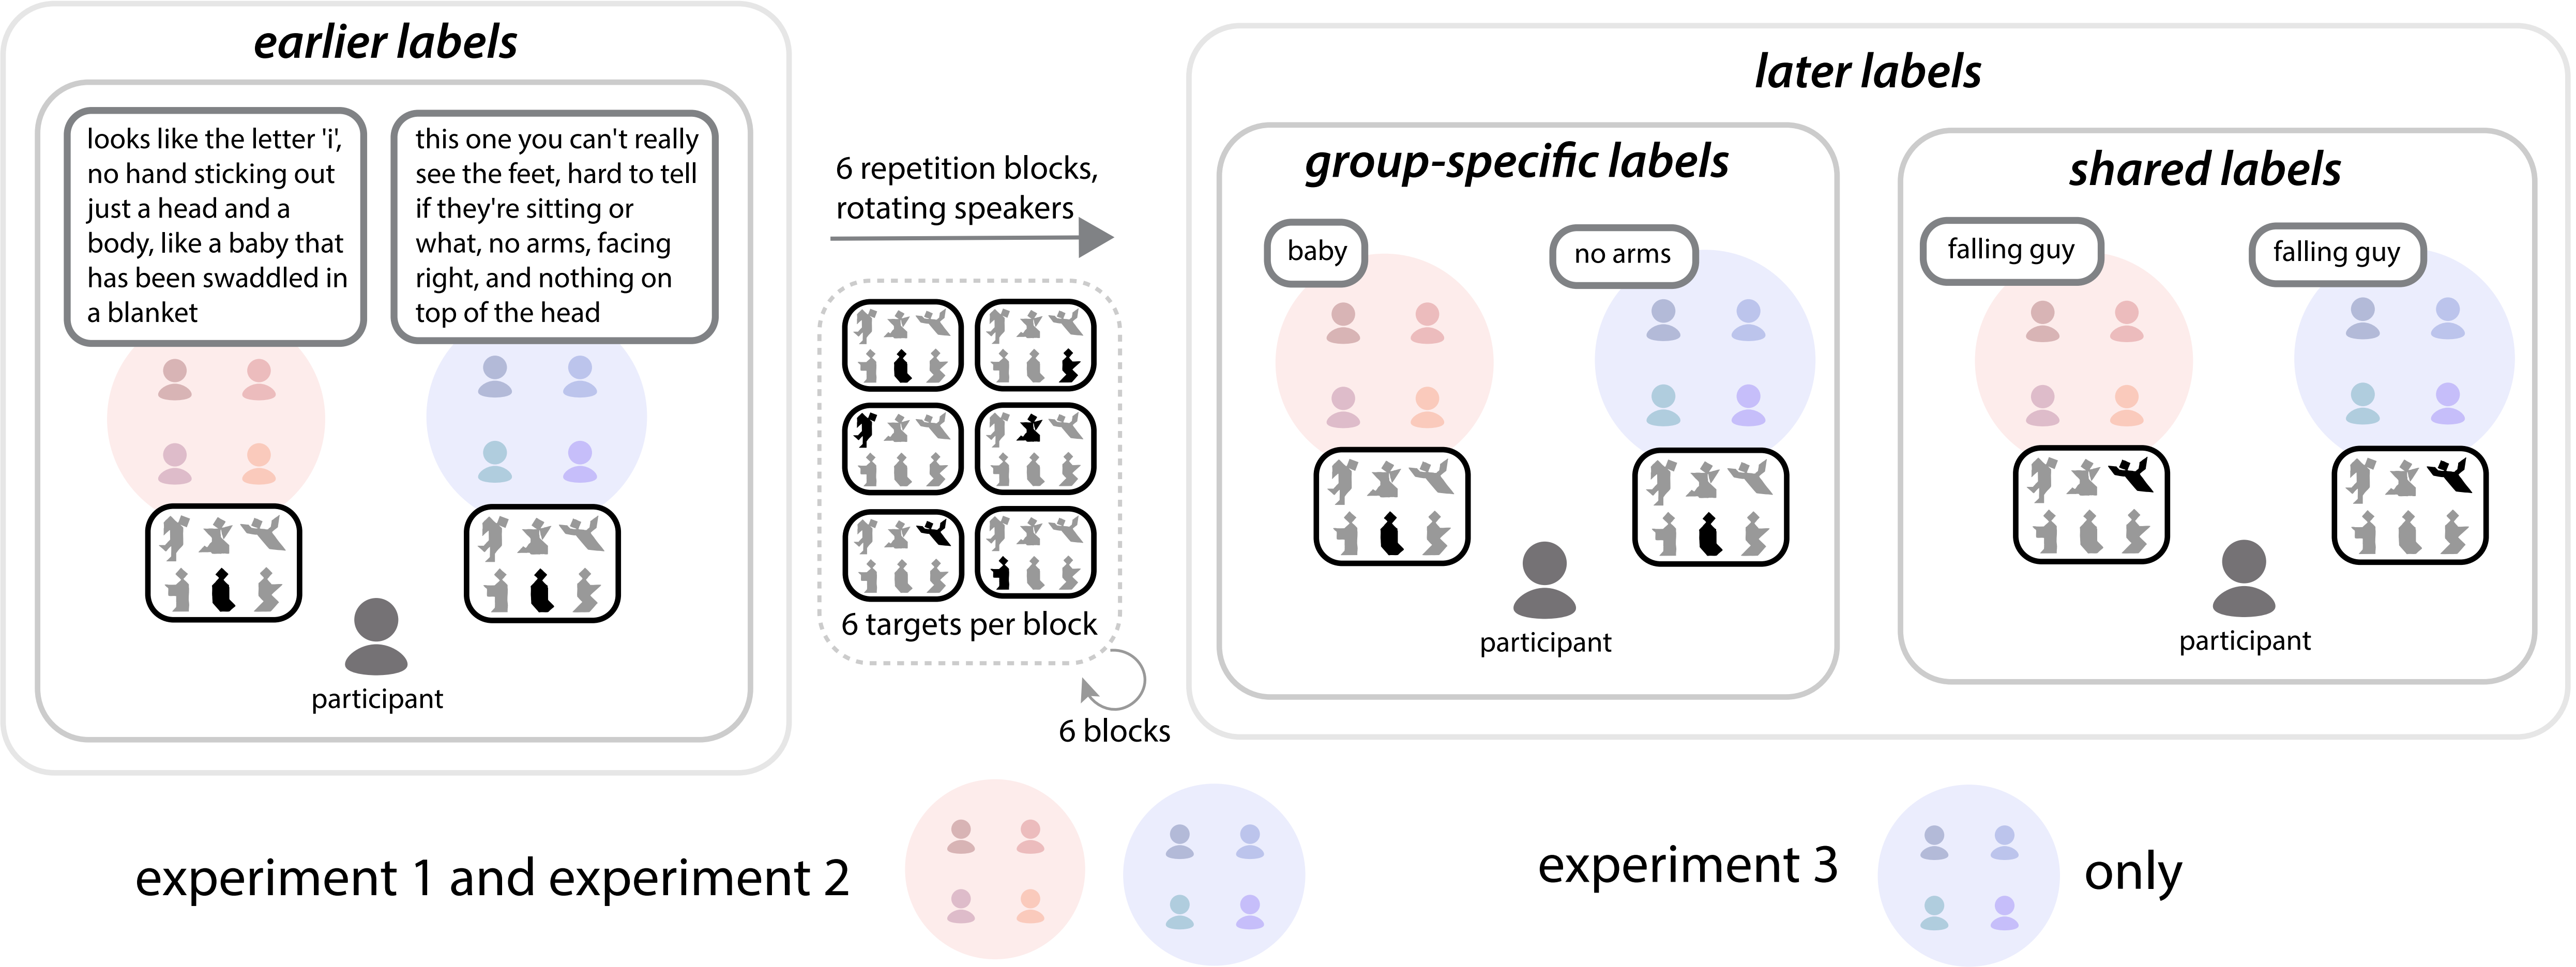 earlier labels
looks like the letter 'i',
no hand sticking out
just a head and a
body, like a baby that
has been swaddled in
a blanket
this one you can't really
see the feet, hard to tell
if they're sitting or
what, no arms, facing
right, and nothing on
top of the head
participant
6 repetition blocks,
rotating speakers
6 targets per block
6 blocks
later labels
group-specific labels
baby
no arms
participant
shared labels
falling guy
falling guy
participant
experiment 1 and experiment 2
experiment 3
only